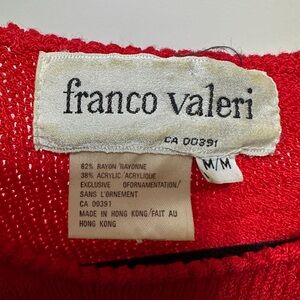 franco valeri
CA 00391
M/M
62% RAYON/RAYONNE
38% ACRYLIC/ACRYLIQUE
EXCLUSIVE OFORNAMENTATION/
SANS L'ORNEMENT
CA 00391
MADE IN HONG KONG/FAIT AU
HONG KONG